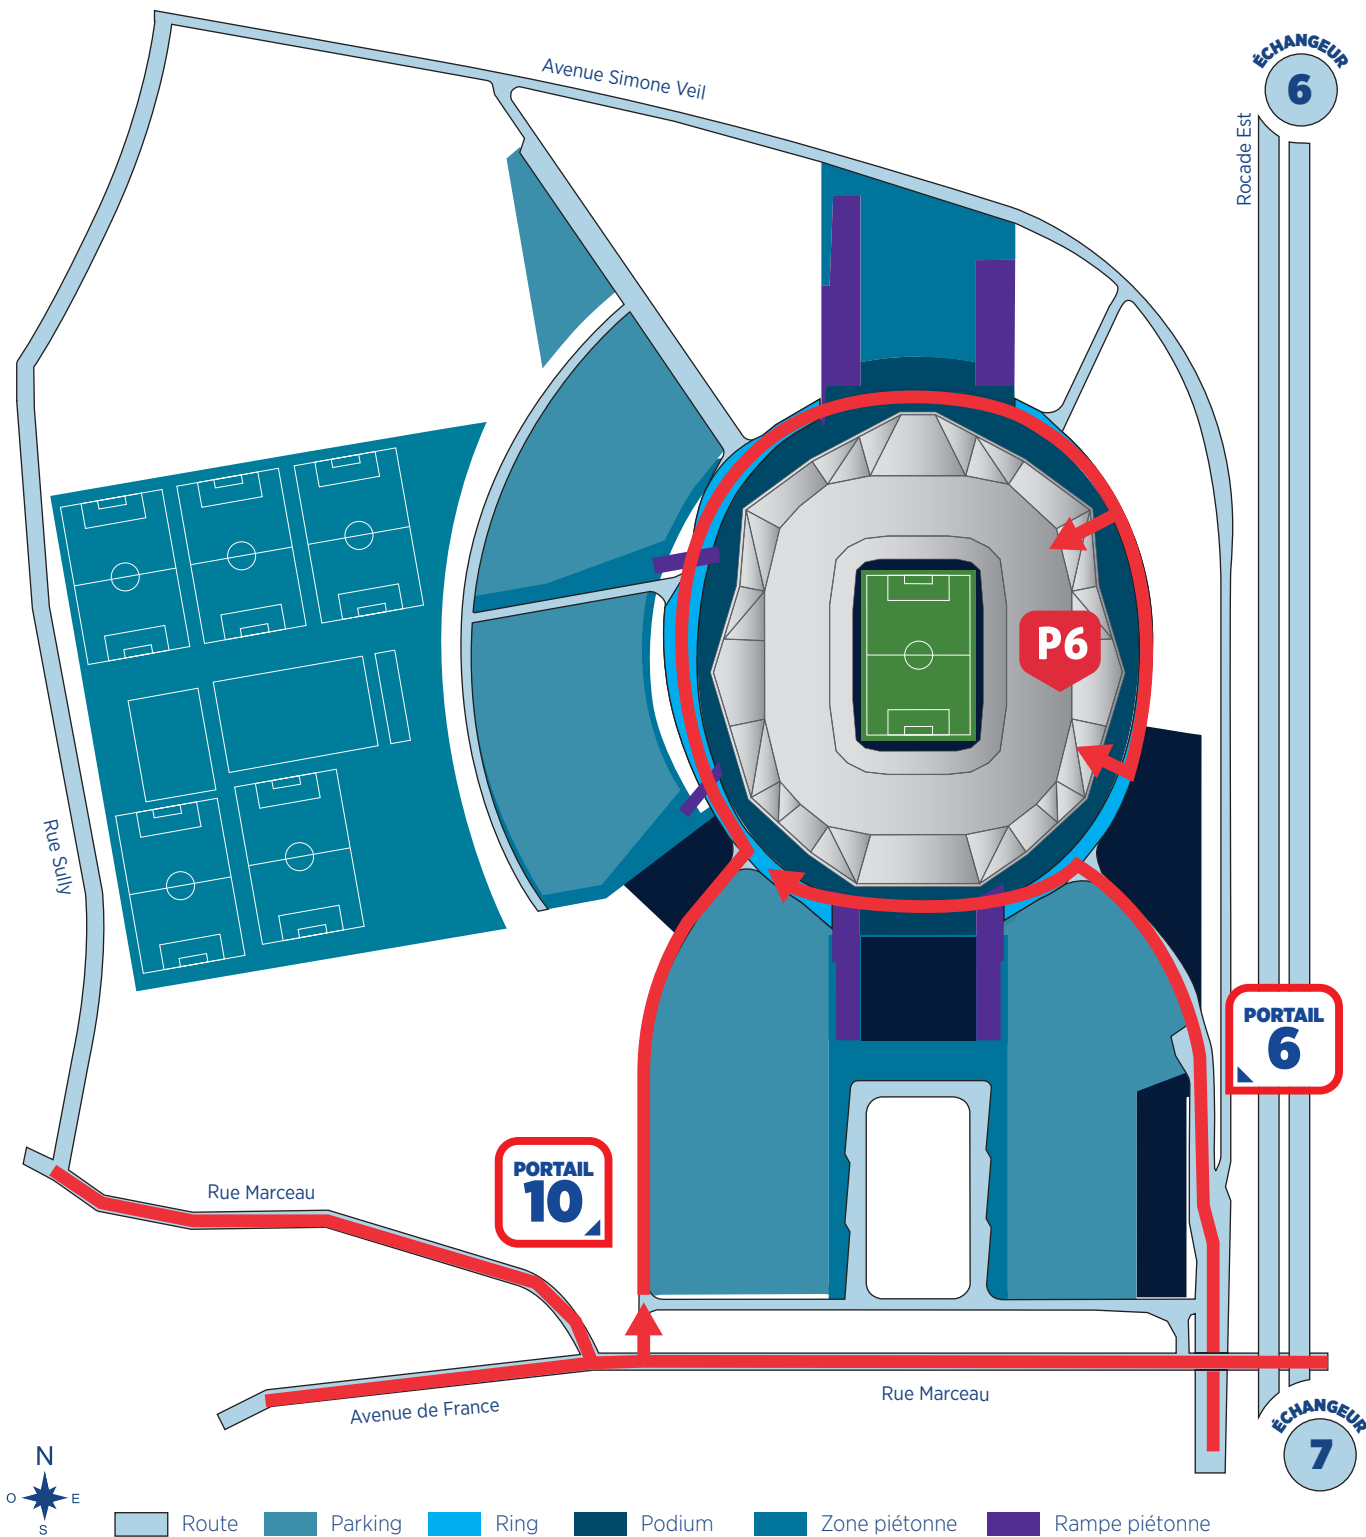 ÉCHANGEUR
6
Avenue Simone Veil
Rocade Est
P6
Rue Sully
PORTAIL
6
PORTAIL
10
Rue Marceau
Rue Marceau
Avenue de France
ÉCHANGEUR
7
N
O E
S
Route Parking Ring Podium Zone piétonne Rampe piétonne